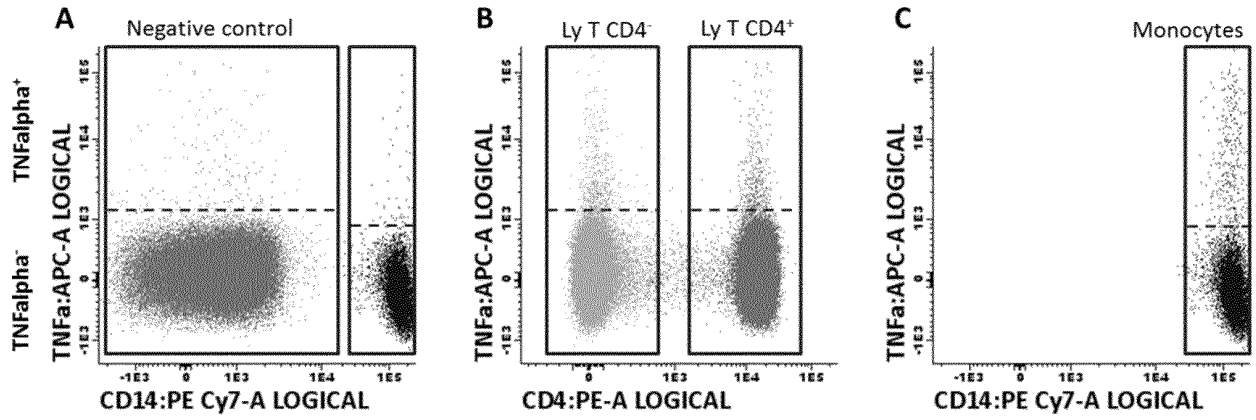 A
Negative control
TNFalpha⁺
TNFalpha⁻
TNFa:APC-A LOGICAL
1E5
1E4
1E3
0
-1E3
-1E3
0
1E3
1E4
1E5
CD14:PE Cy7-A LOGICAL
B
Ly T CD4⁻
Ly T CD4⁺
TNFa:APC-A LOGICAL
1E5
1E4
1E3
0
-1E3
0
1E3
1E4
1E5
CD4:PE-A LOGICAL
C
Monocytes
TNFa:APC-A LOGICAL
1E5
1E4
1E3
0
-1E3
-1E3
0
1E3
1E4
1E5
CD14:PE Cy7-A LOGICAL